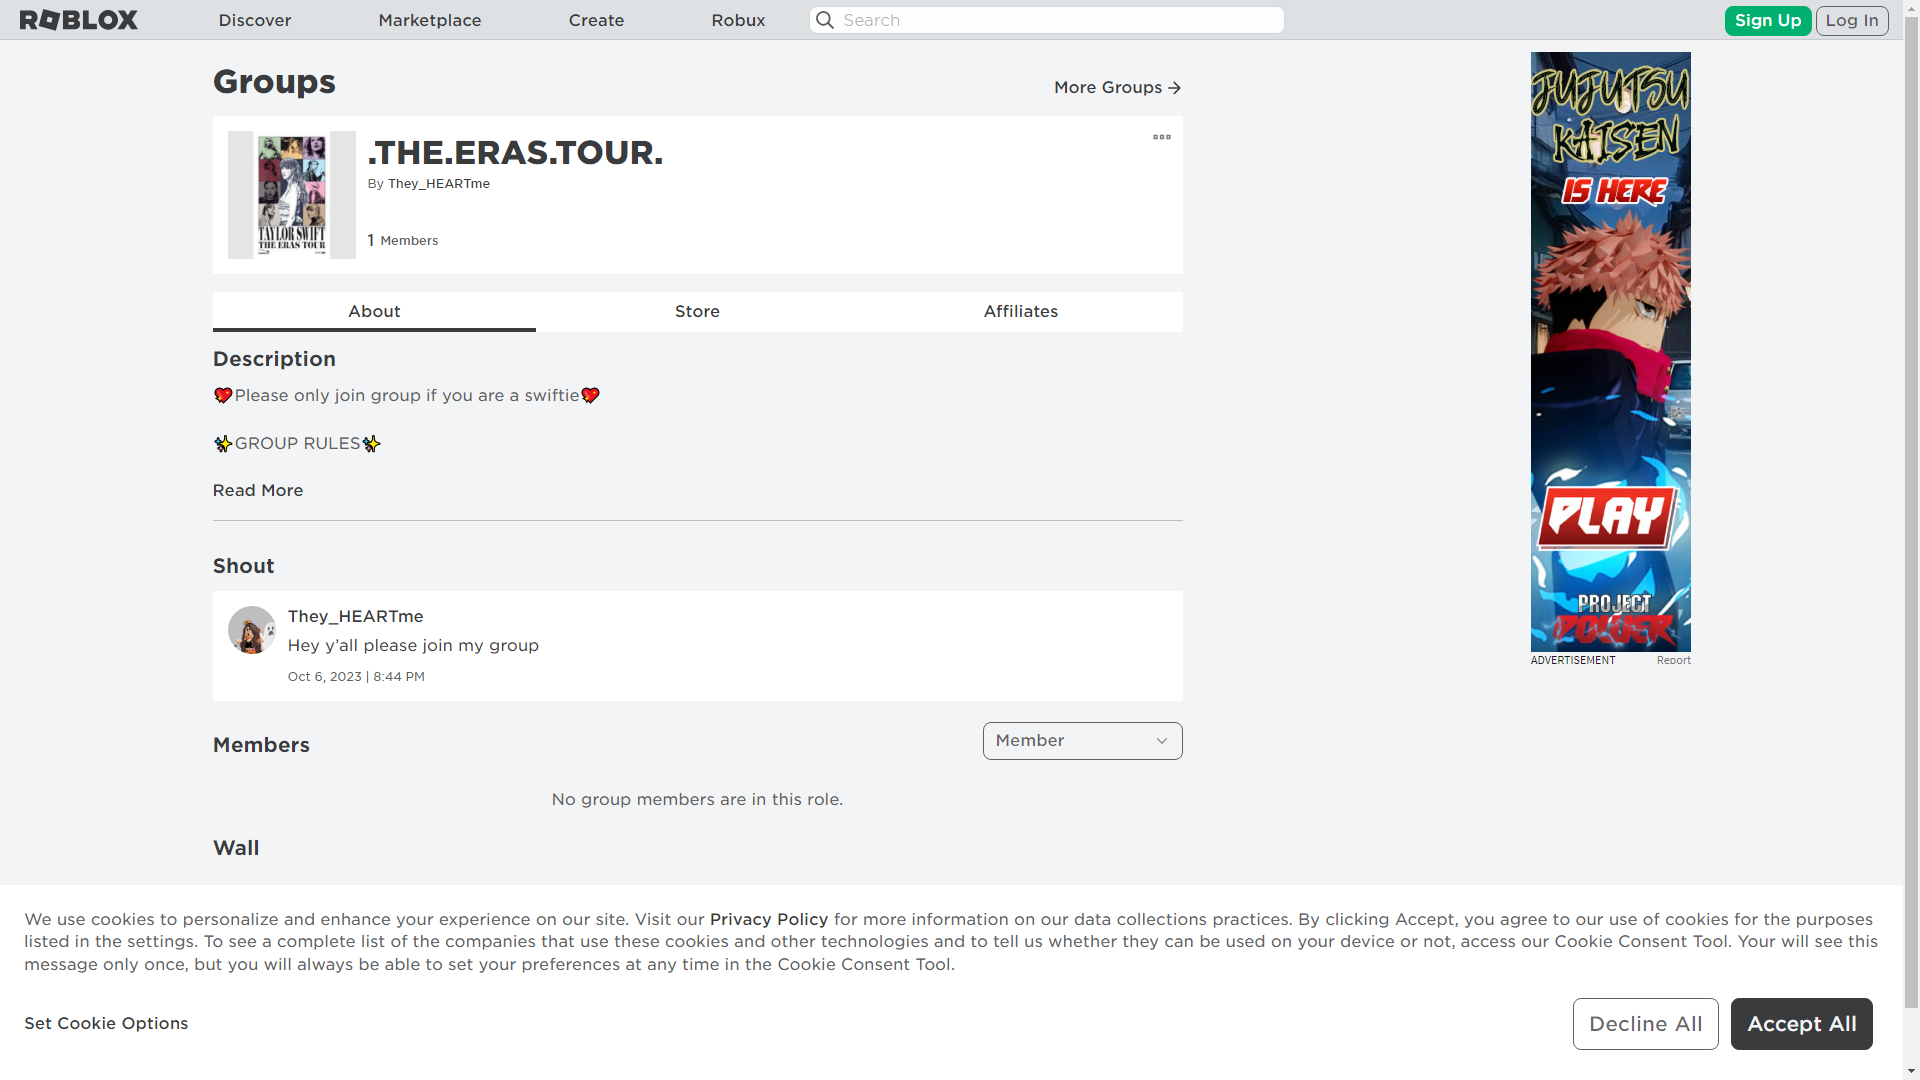 ROBLOX
Discover
Marketplace
Create
Robux
Search
Sign Up
Log In
Groups
More Groups
.THE.ERAS.TOUR.
By They_HEARTme
1 Members
TAYLOR SWIFT
THE ERAS TOUR
About
Store
Affiliates
Description
💖Please only join group if you are a swiftie💖
✨GROUP RULES✨
Read More
Shout
They_HEARTme
Hey y’all please join my group
Oct 6, 2023 | 8:44 PM
Members
Member
No group members are in this role.
Wall
JUJUTSU
KAISEN
IS HERE
PLAY
PROJECT
POWER
ADVERTISEMENT
Report
We use cookies to personalize and enhance your experience on our site. Visit our Privacy Policy for more information on our data collections practices. By clicking Accept, you agree to our use of cookies for the purposes
listed in the settings. To see a complete list of the companies that use these cookies and other technologies and to tell us whether they can be used on your device or not, access our Cookie Consent Tool. Your will see this
message only once, but you will always be able to set your preferences at any time in the Cookie Consent Tool.
Set Cookie Options
Decline All
Accept All